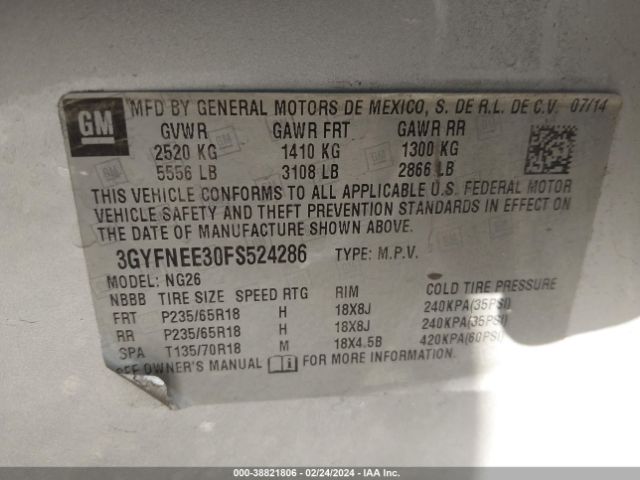 GM
MFD BY GENERAL MOTORS DE MEXICO, S. DE R.L. DE C.V. 07/14
GVWR GAWR FRT GAWR RR
2520 KG 1410 KG 1300 KG
5556 LB 3108 LB 2866 LB
THIS VEHICLE CONFORMS TO ALL APPLICABLE U.S. FEDERAL MOTOR
VEHICLE SAFETY AND THEFT PREVENTION STANDARDS IN EFFECT ON
THE DATE OF MANUFACTURE SHOWN ABOVE.
3GYFNEE30FS524286 TYPE: M.P.V.
MODEL: NG26
NBBB TIRE SIZE SPEED RTG RIM COLD TIRE PRESSURE
FRT P235/65R18 H 18X8J 240KPA(35PSI)
RR P235/65R18 H 18X8J 240KPA(35PSI)
SPA T135/70R18 M 18X4.5B 420KPA(60PSI)
SEE OWNER'S MANUAL FOR MORE INFORMATION
000-38821806 - 02/24/2024 - IAA Inc.